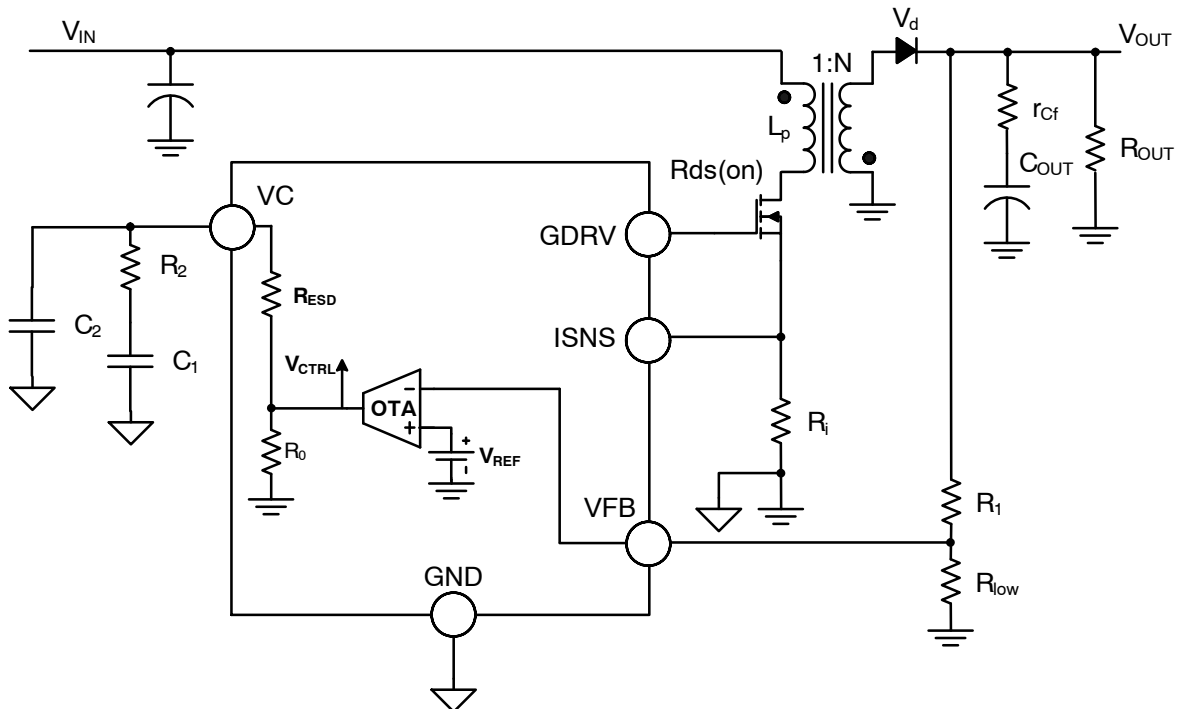 V_IN
V_d
V_OUT
1:N
L_p
r_Cf
C_OUT
R_OUT
Rds(on)
VC
GDRV
R_2
R_ESD
ISNS
C_2
C_1
V_CTRL
OTA
R_i
R_0
V_REF
VFB
R_1
GND
R_low